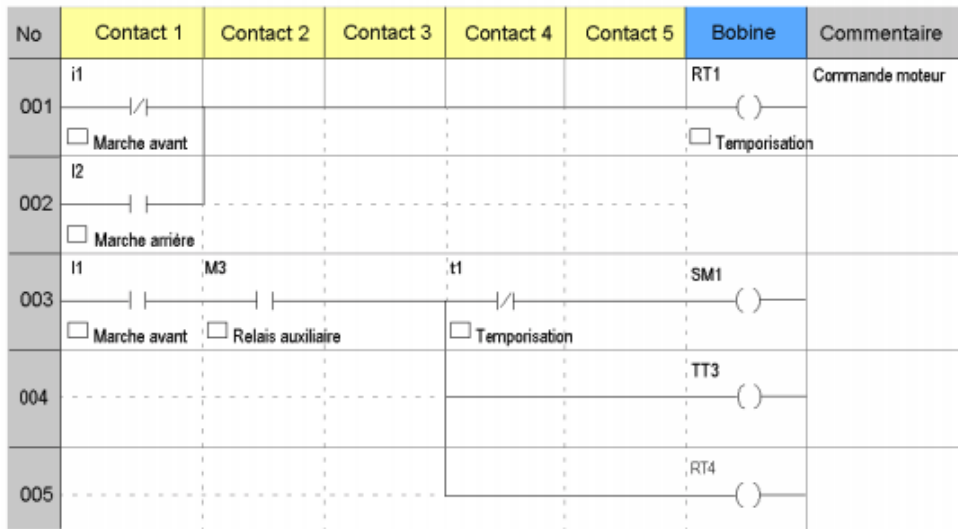 No Contact 1 Contact 2 Contact 3 Contact 4 Contact 5 Bobine Commentaire
i1 RT1 Commande moteur
001
Marche avant Temporisation
I2
002
Marche arriére
I1 M3 t1 SM1
003
Marche avant Relais auxiliaire Temporisation
TT3
004
RT4
005